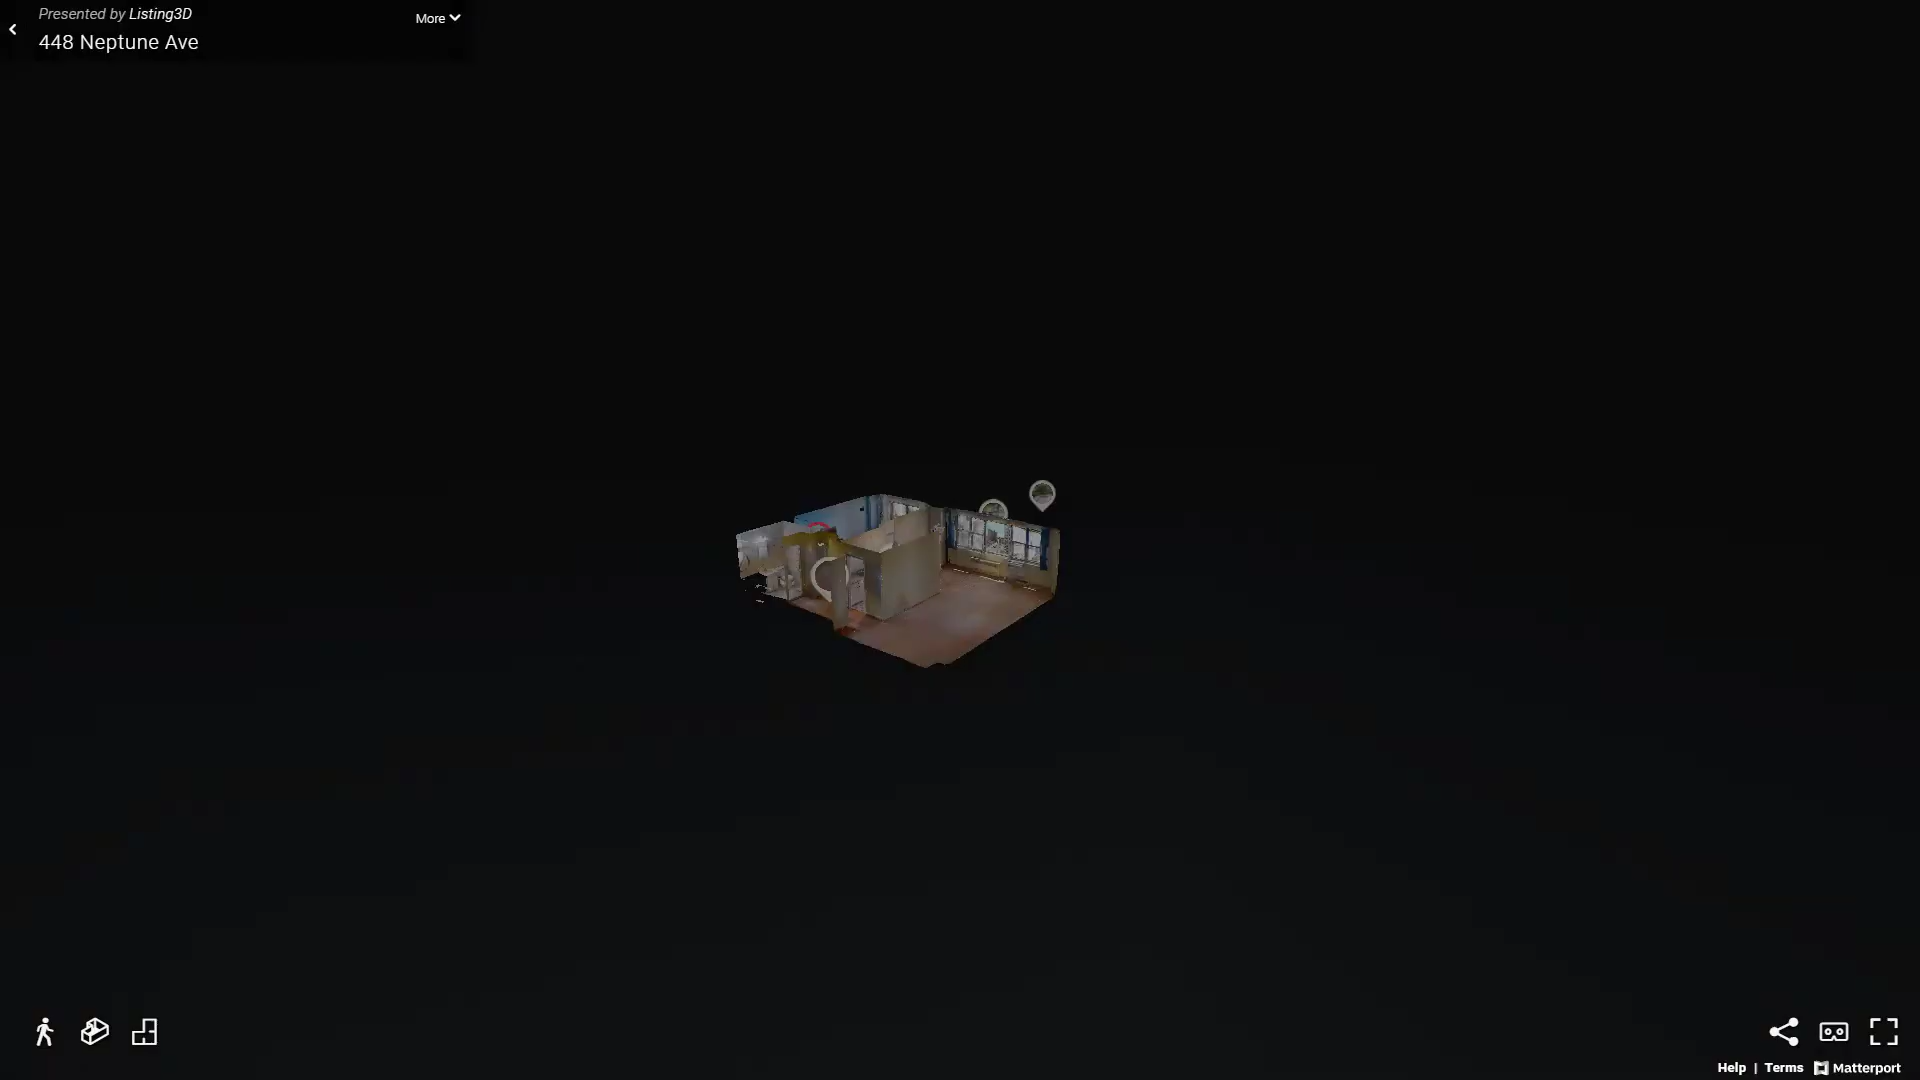 Presented by Listing3D
More
448 Neptune Ave
Help | Terms Matterport